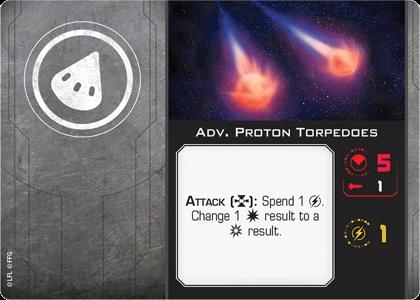 ADV. PROTON TORPEDOES
5
1
ATTACK ( ): Spend 1 .
Change 1 result to a
result.
1
©LFL ©FFG